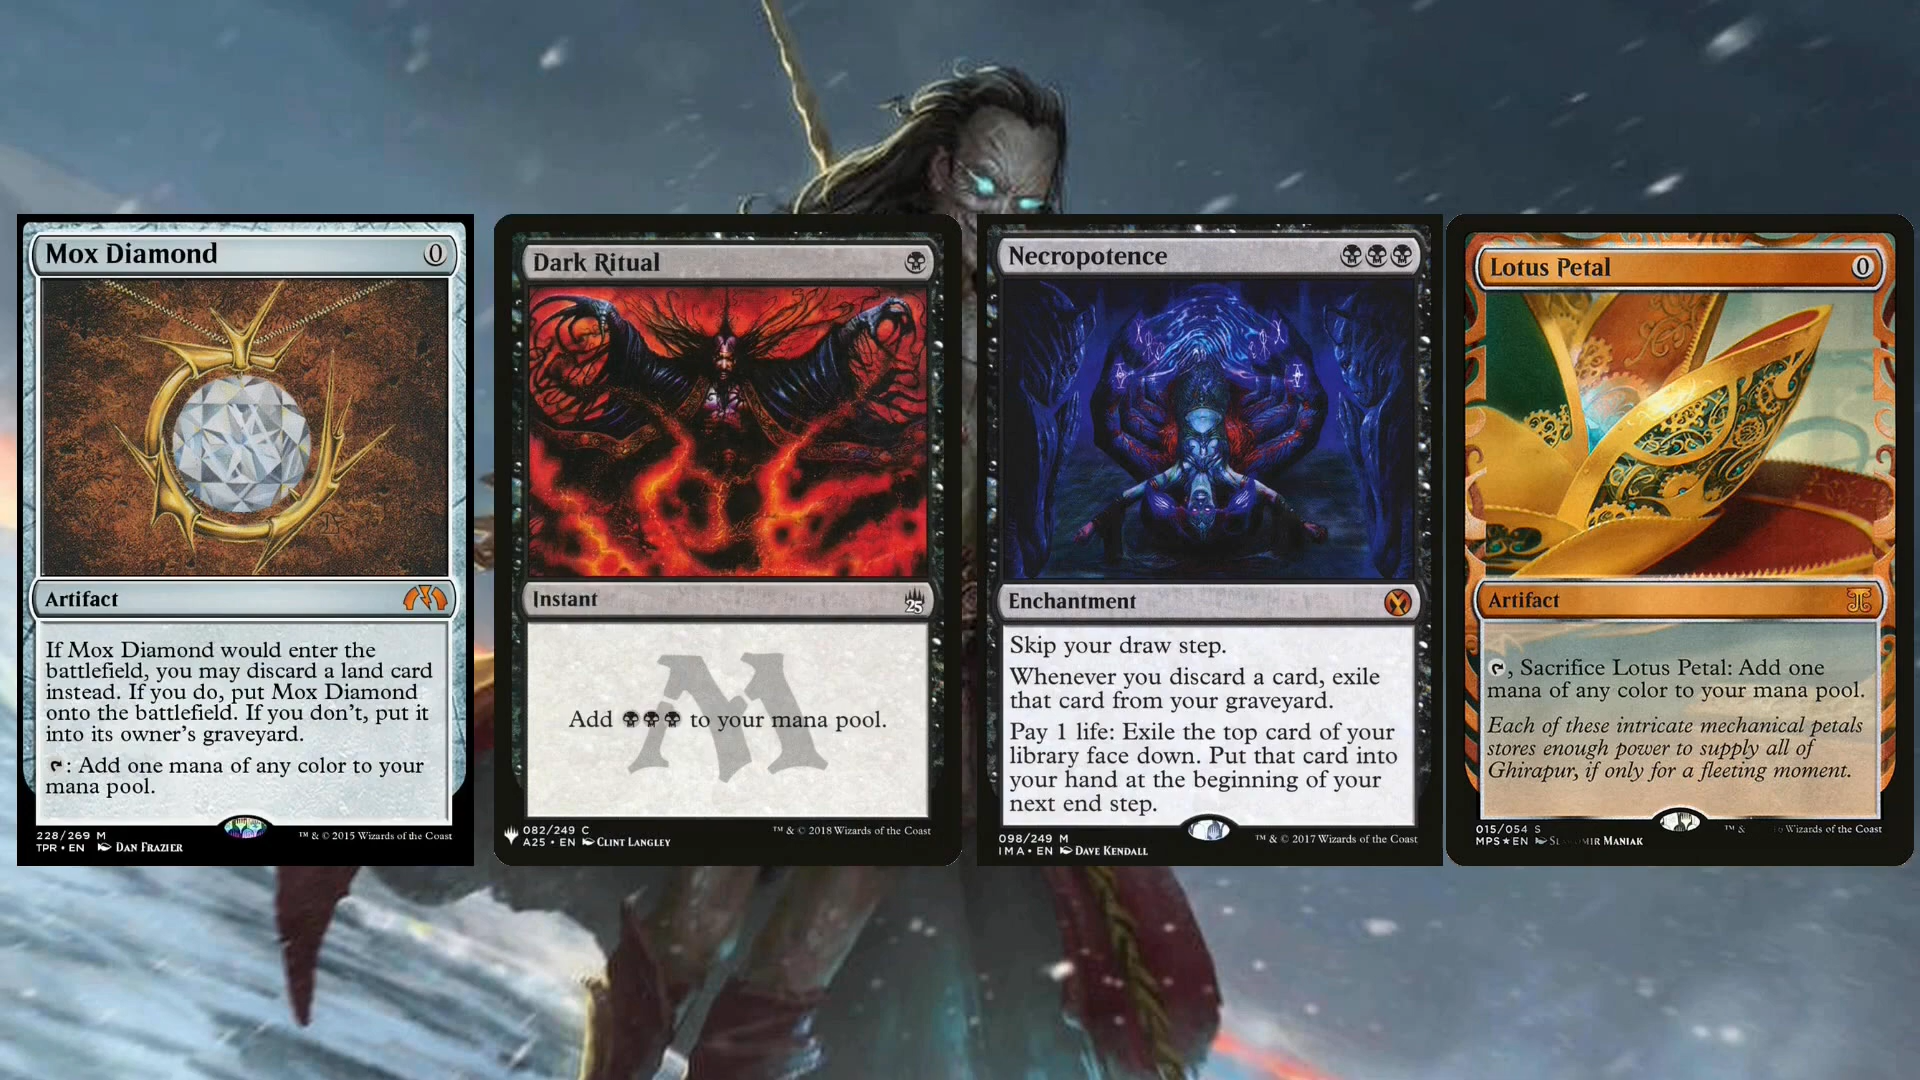 Mox Diamond 0
Artifact
If Mox Diamond would enter the
battlefield, you may discard a land card
instead. If you do, put Mox Diamond
onto the battlefield. If you don't, put it
into its owner's graveyard.
: Add one mana of any color to your
mana pool.
228/269 M
TPR • EN DAN FRAZIER
™ & © 2015 Wizards of the Coast
Dark Ritual
Instant
25
Add to your mana pool.
082/249 C
A25 • EN CLINT LANGLEY
™ & © 2018 Wizards of the Coast
Necropotence
Enchantment
Skip your draw step.
Whenever you discard a card, exile
that card from your graveyard.
Pay 1 life: Exile the top card of your
library face down. Put that card into
your hand at the beginning of your
next end step.
098/249 M
IMA • EN DAVE KENDALL
™ & © 2017 Wizards of the Coast
Lotus Petal 0
Artifact
, Sacrifice Lotus Petal: Add one
mana of any color to your mana pool.
Each of these intricate mechanical petals
stores enough power to supply all of
Ghirapur, if only for a fleeting moment.
015/054 S
MPS★EN MANIAK
™ & Wizards of the Coast